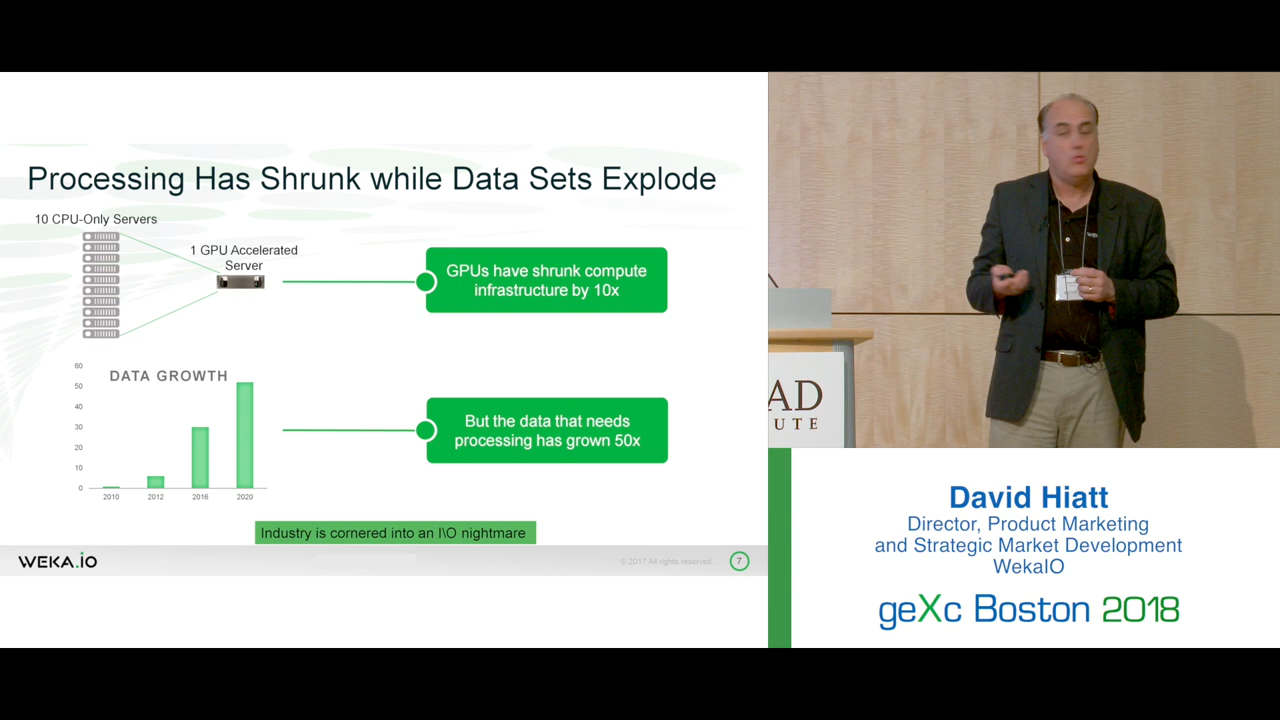 Processing Has Shrunk while Data Sets Explode
10 CPU-Only Servers
1 GPU Accelerated
Server
GPUs have shrunk compute
infrastructure by 10x
DATA GROWTH
60
50
40
30
20
10
0
2010
2012
2016
2020
But the data that needs
processing has grown 50x
Industry is cornered into an I\O nightmare
WEKA.iO
© 2017 All rights reserved
7
AD
UTE
David Hiatt
Director, Product Marketing
and Strategic Market Development
WekaIO
geXc Boston 2018